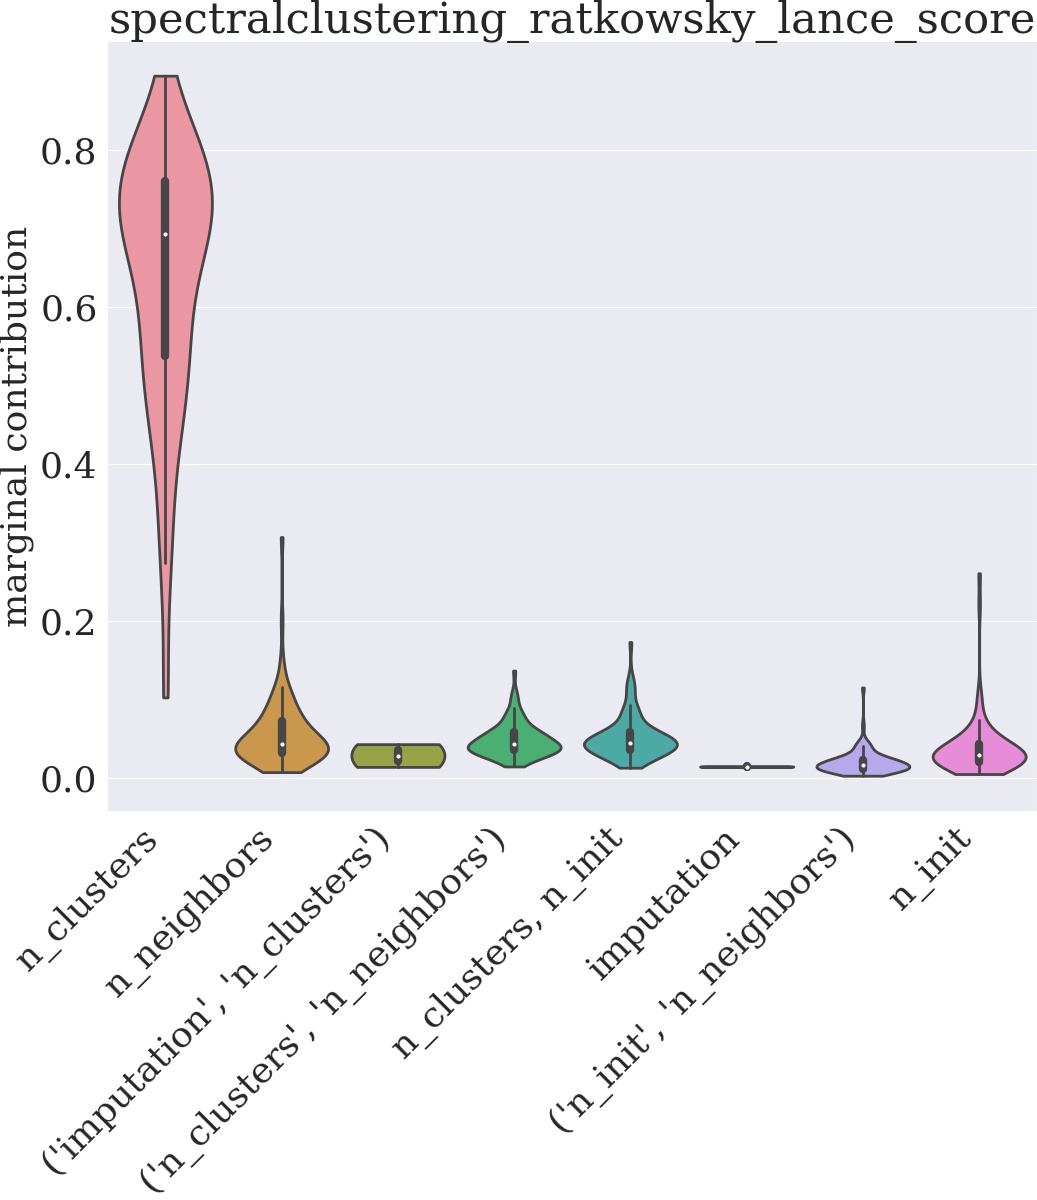 spectralclustering_ratkowsky_lance_score
marginal contribution
0.8
0.6
0.4
0.2
0.0
n_clusters
n_neighbors
('imputation', 'n_clusters')
('n_clusters', 'n_neighbors')
n_clusters, n_init
imputation
('n_init', 'n_neighbors')
n_init